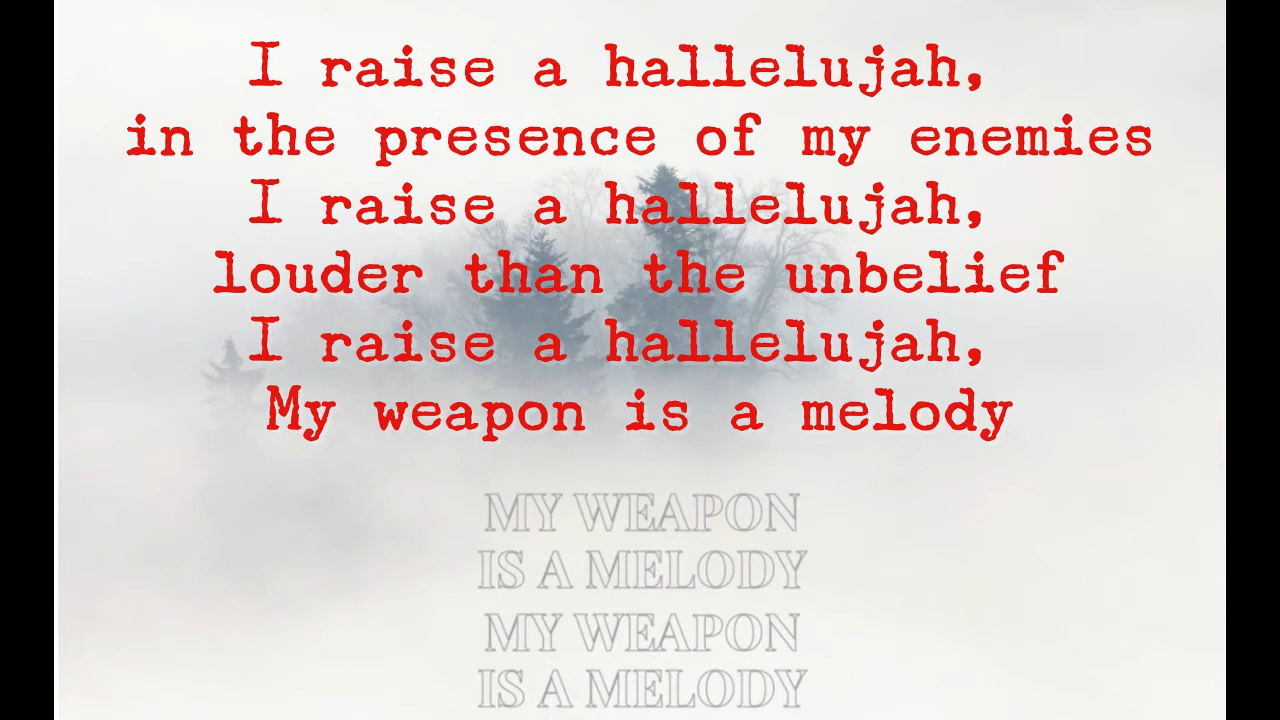 I raise a hallelujah,
in the presence of my enemies
I raise a hallelujah,
louder than the unbelief
I raise a hallelujah,
My weapon is a melody
MY WEAPON
IS A MELODY
MY WEAPON
IS A MELODY